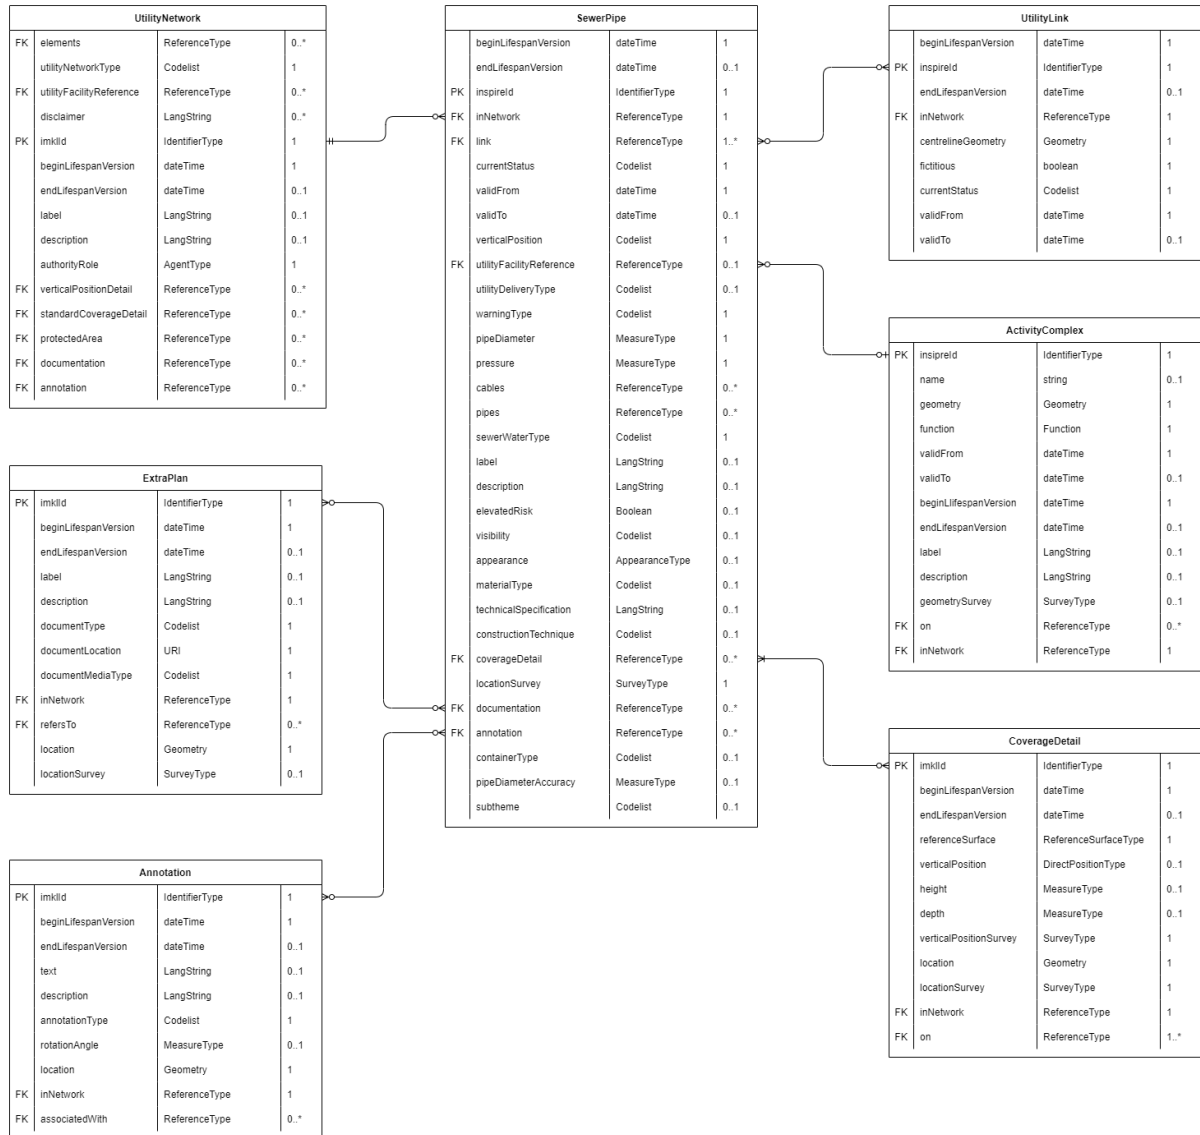 UtilityNetwork
FK elements ReferenceType 0..*
utilityNetworkType Codelist 1
FK utilityFacilityReference ReferenceType 0..*
disclaimer LangString 0..*
PK imklId IdentifierType 1
beginLifespanVersion dateTime 1
endLifespanVersion dateTime 0..1
label LangString 0..1
description LangString 0..1
authorityRole AgentType 1
FK verticalPositionDetail ReferenceType 0..*
FK standardCoverageDetail ReferenceType 0..*
FK protectedArea ReferenceType 0..*
FK documentation ReferenceType 0..*
FK annotation ReferenceType 0..*
ExtraPlan
PK imklId IdentifierType 1
beginLifespanVersion dateTime 1
endLifespanVersion dateTime 0..1
label LangString 0..1
description LangString 0..1
documentType Codelist 1
documentLocation URI 1
documentMediaType Codelist 1
FK inNetwork ReferenceType 1
FK refersTo ReferenceType 0..*
location Geometry 1
locationSurvey SurveyType 0..1
Annotation
PK imklId IdentifierType 1
beginLifespanVersion dateTime 1
endLifespanVersion dateTime 0..1
text LangString 0..1
description LangString 0..1
annotationType Codelist 1
rotationAngle MeasureType 0..1
location Geometry 1
FK inNetwork ReferenceType 1
FK associatedWith ReferenceType 0..*
SewerPipe
beginLifespanVersion dateTime 1
endLifespanVersion dateTime 0..1
PK inspireId IdentifierType 1
FK inNetwork ReferenceType 1
FK link ReferenceType 1..*
currentStatus Codelist 1
validFrom dateTime 1
validTo dateTime 0..1
verticalPosition Codelist 1
FK utilityFacilityReference ReferenceType 0..1
utilityDeliveryType Codelist 0..1
warningType Codelist 1
pipeDiameter MeasureType 1
pressure MeasureType 1
cables ReferenceType 0..*
pipes ReferenceType 0..*
sewerWaterType Codelist 1
label LangString 0..1
description LangString 0..1
elevatedRisk Boolean 0..1
visibility Codelist 0..1
appearance AppearanceType 0..1
materialType Codelist 0..1
technicalSpecification LangString 0..1
constructionTechnique Codelist 0..1
FK coverageDetail ReferenceType 0..*
locationSurvey SurveyType 1
FK documentation ReferenceType 0..*
FK annotation ReferenceType 0..*
containerType Codelist 0..1
pipeDiameterAccuracy MeasureType 0..1
subtheme Codelist 0..1
UtilityLink
beginLifespanVersion dateTime 1
PK inspireId IdentifierType 1
endLifespanVersion dateTime 0..1
FK inNetwork ReferenceType 1
centrelineGeometry Geometry 1
fictitious boolean 1
currentStatus Codelist 1
validFrom dateTime 1
validTo dateTime 0..1
ActivityComplex
PK insipreId IdentifierType 1
name string 0..1
geometry Geometry 1
function Function 1
validFrom dateTime 1
validTo dateTime 0..1
beginLlifespanVersion dateTime 1
endLifespanVersion dateTime 0..1
label LangString 0..1
description LangString 0..1
geometrySurvey SurveyType 0..1
FK on ReferenceType 0..*
FK inNetwork ReferenceType 1
CoverageDetail
PK imklId IdentifierType 1
beginLifespanVersion dateTime 1
endLifespanVersion dateTime 0..1
referenceSurface ReferenceSurfaceType 1
verticalPosition DirectPositionType 0..1
height MeasureType 0..1
depth MeasureType 0..1
verticalPositionSurvey SurveyType 1
location Geometry 1
locationSurvey SurveyType 1
FK inNetwork ReferenceType 1
FK on ReferenceType 1..*